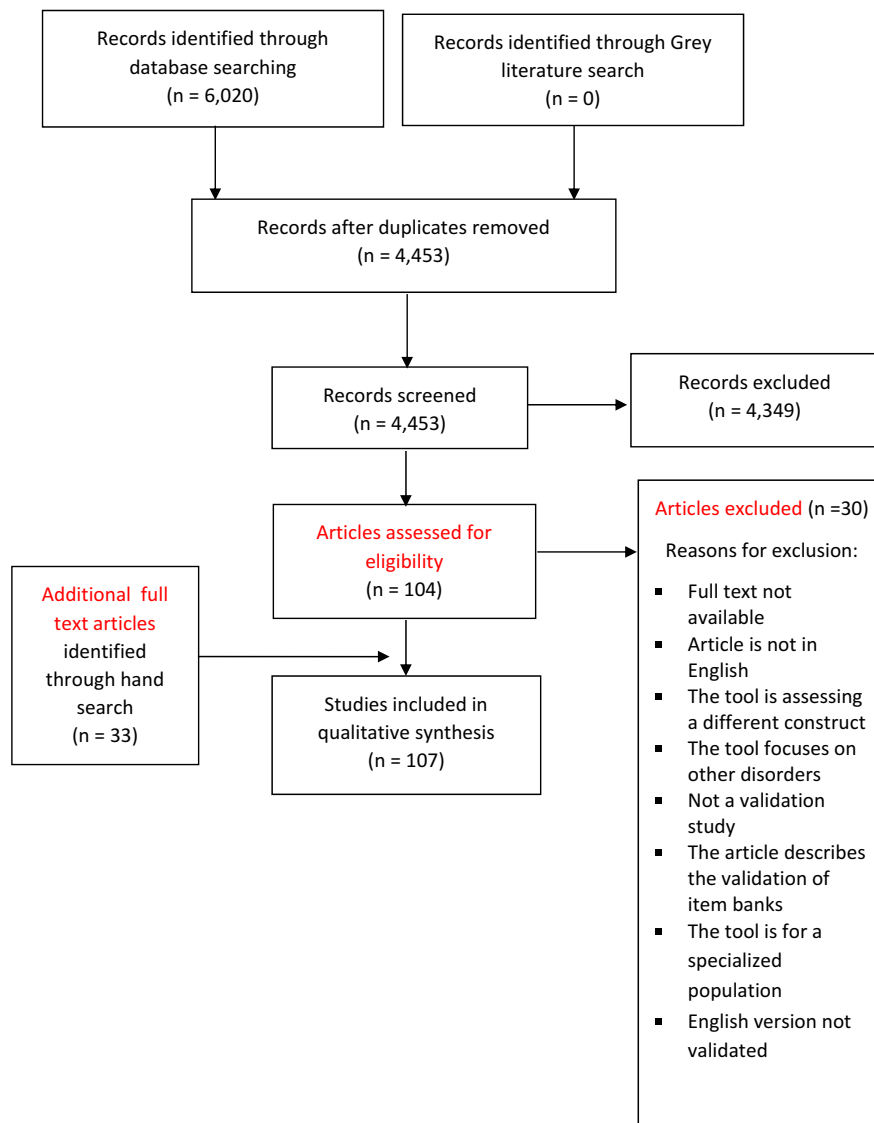 Records identified through
database searching
(n = 6,020)
Records identified through Grey
literature search
(n = 0)
Records after duplicates removed
(n = 4,453)
Records screened
(n = 4,453)
Records excluded
(n = 4,349)
Articles assessed for
eligibility
(n = 104)
Articles excluded (n =30)
Reasons for exclusion:
▪ Full text not
available
▪ Article is not in
English
▪ The tool is assessing
a different construct
▪ The tool focuses on
other disorders
▪ Not a validation
study
▪ The article describes
the validation of
item banks
▪ The tool is for a
specialized
population
▪ English version not
validated
Additional full
text articles
identified
through hand
search
(n = 33)
Studies included in
qualitative synthesis
(n = 107)